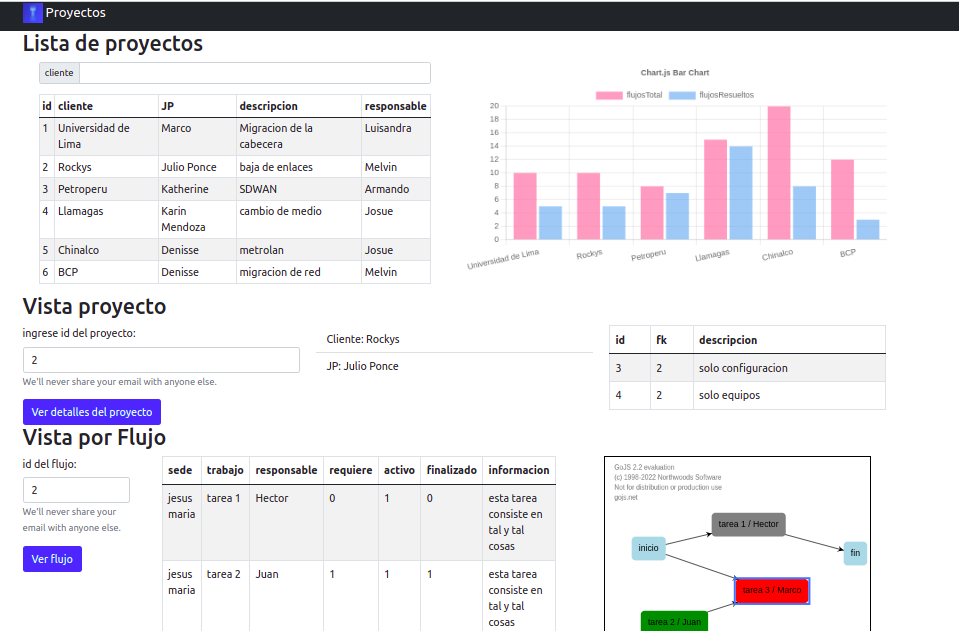 Proyectos
Lista de proyectos
cliente
id cliente JP descripcion responsable
1 Universidad de Lima Marco Migracion de la cabecera Luisandra
2 Rockys Julio Ponce baja de enlaces Melvin
3 Petroperu Katherine SDWAN Armando
4 Llamagas Karin Mendoza cambio de medio Josue
5 Chinalco Denisse metrolan Josue
6 BCP Denisse migracion de red Melvin
Chart.js Bar Chart
flujosTotal flujosResueltos
20
18
16
14
12
10
8
6
4
2
0
Universidad de Lima Rockys Petroperu Llamagas Chinalco BCP
Vista proyecto
ingrese id del proyecto:
2
We'll never share your email with anyone else.
Ver detalles del proyecto
Cliente: Rockys
JP: Julio Ponce
id fk descripcion
3 2 solo configuracion
4 2 solo equipos
Vista por Flujo
id del flujo:
2
We'll never share your
email with anyone else.
Ver flujo
sede trabajo responsable requiere activo finalizado informacion
jesus maria tarea 1 Hector 0 1 0 esta tarea consiste en tal y tal cosas
jesus maria tarea 2 Juan 1 1 1 esta tarea consiste en tal y tal cosas
GoJS 2.2 evaluation
(c) 1998-2022 Northwoods Software
Not for distribution or production use
gojs.net
tarea 1 / Hector
inicio
fin
tarea 3 / Marco
tarea 2 / Juan